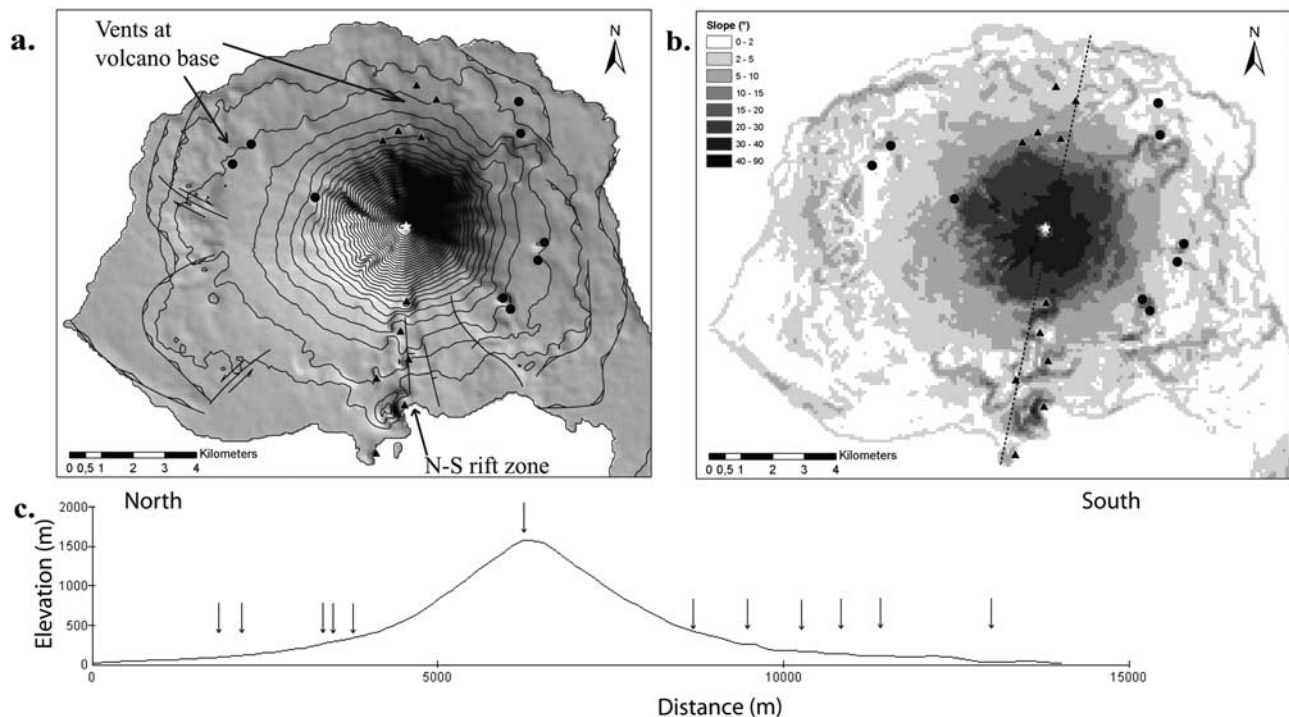 a.
Vents at
volcano base
N
N-S rift zone
Kilometers
0 0,5 1 2 3 4
b.
Slope (°)
0 - 2
2 - 5
5 - 10
10 - 15
15 - 20
20 - 30
30 - 40
40 - 90
N
Kilometers
0 0,5 1 2 3 4
c.
North
South
Elevation (m)
2000
1500
1000
500
0
0
5000
10000
15000
Distance (m)